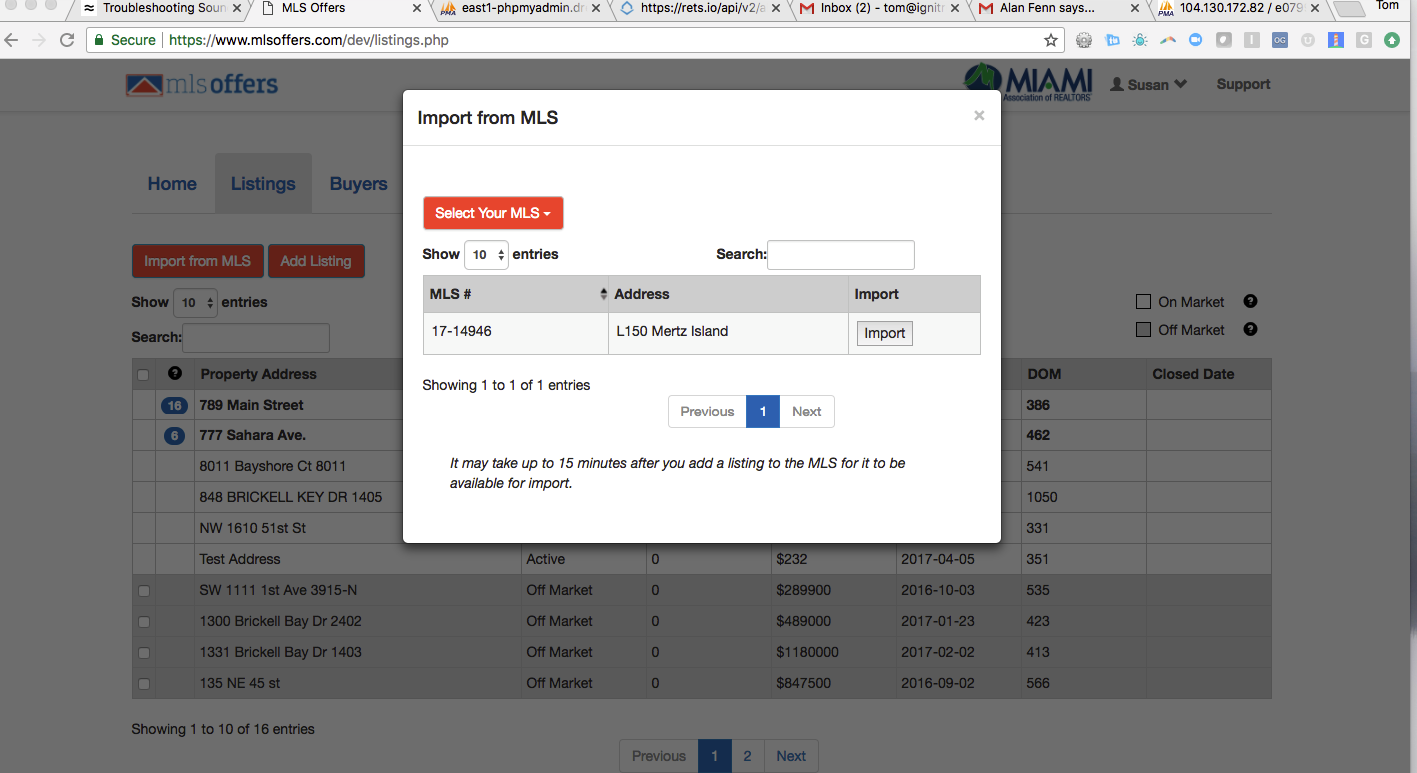 Troubleshooting Soun
MLS Offers
east1-phpmyadmin.dre
https://rets.io/api/v2/a
Inbox (2) - tom@ignitr
Alan Fenn says...
104.130.172.82 / e079
Tom
Secure https://www.mlsoffers.com/dev/listings.php
mlsoffers
MIAMI
Association of REALTORS®
Susan
Support
Home Listings Buyers
Import from MLS Add Listing
Show 10 entries
Search:
On Market ?
Off Market ?
Import from MLS ×
Select Your MLS
Show 10 entries Search:
MLS # Address Import
17-14946 L150 Mertz Island Import
Showing 1 to 1 of 1 entries
Previous 1 Next
It may take up to 15 minutes after you add a listing to the MLS for it to be
available for import.
? Property Address DOM Closed Date
16 789 Main Street 386
6 777 Sahara Ave. 462
8011 Bayshore Ct 8011 541
848 BRICKELL KEY DR 1405 1050
NW 1610 51st St 331
Test Address Active 0 $232 2017-04-05 351
SW 1111 1st Ave 3915-N Off Market 0 $289900 2016-10-03 535
1300 Brickell Bay Dr 2402 Off Market 0 $489000 2017-01-23 423
1331 Brickell Bay Dr 1403 Off Market 0 $1180000 2017-02-02 413
135 NE 45 st Off Market 0 $847500 2016-09-02 566
Showing 1 to 10 of 16 entries
Previous 1 2 Next